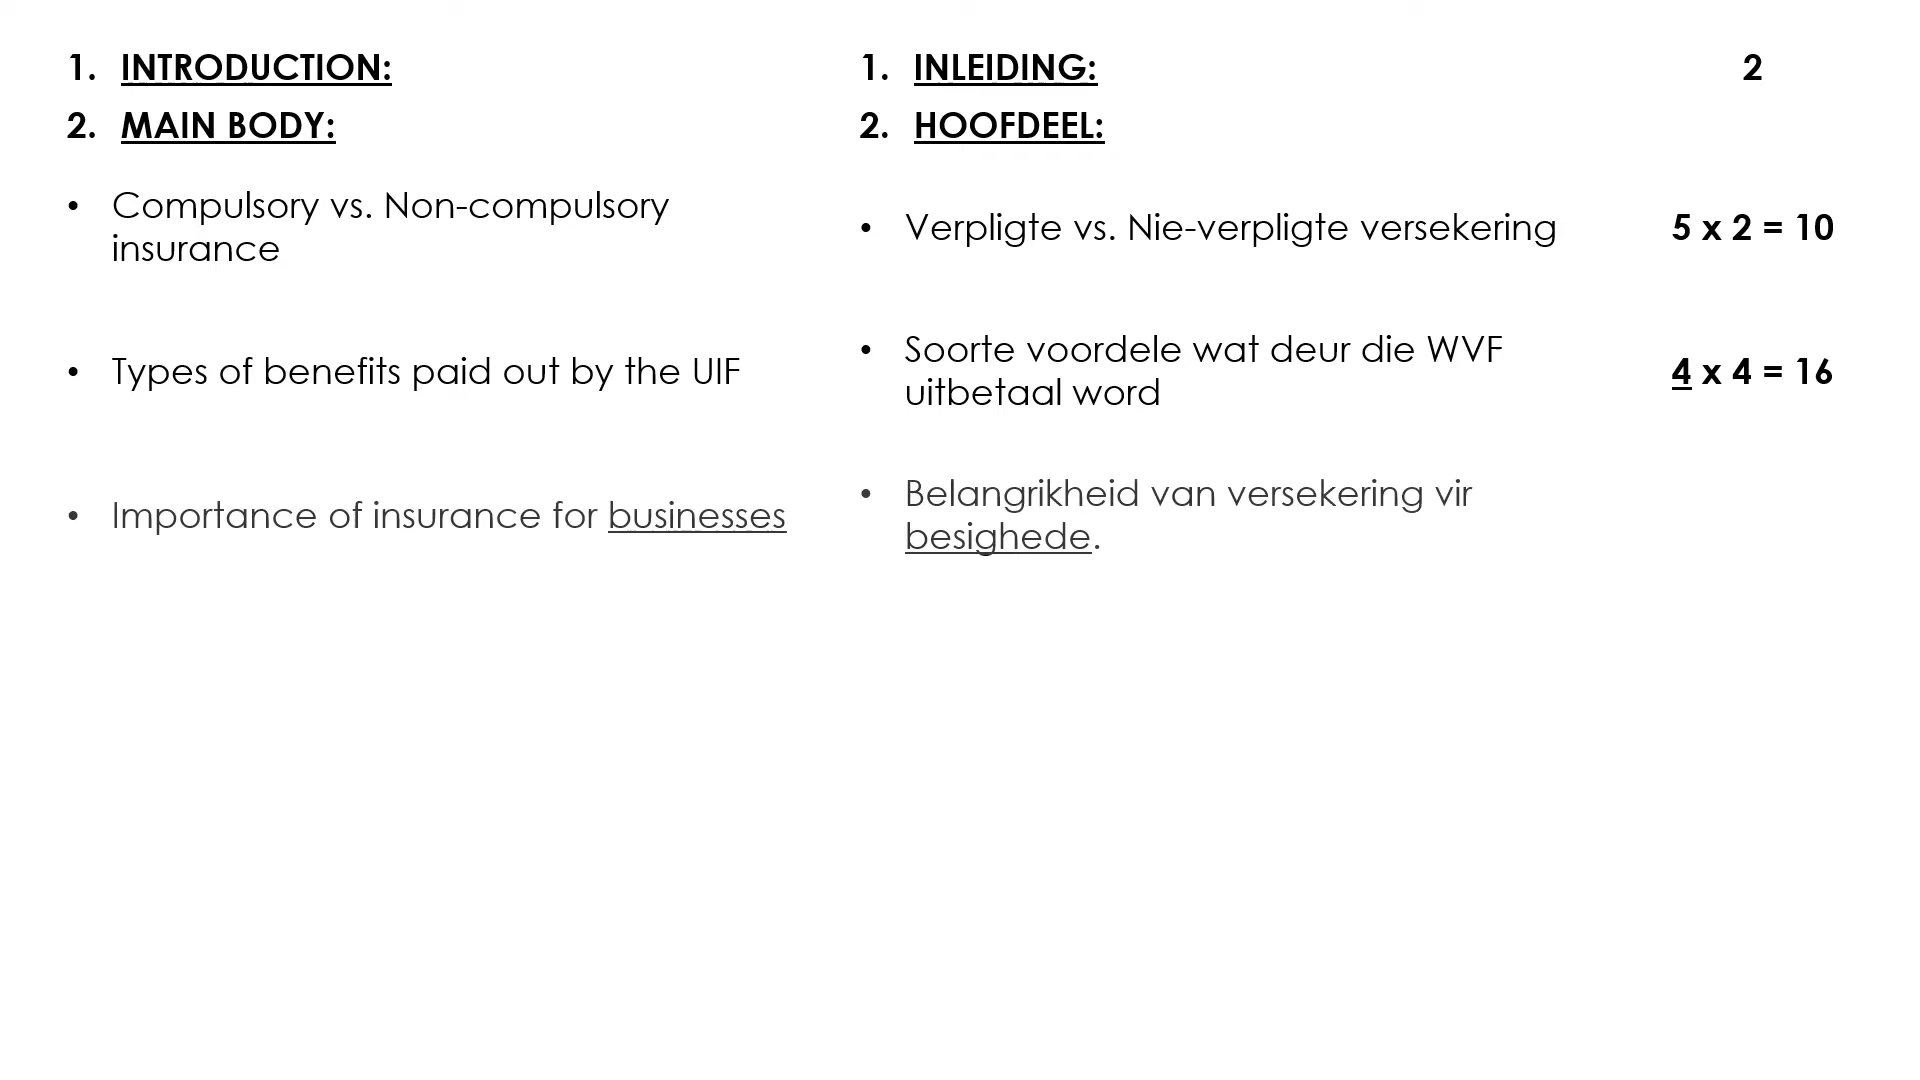 1. INTRODUCTION:
1. INLEIDING:
2
2. MAIN BODY:
2. HOOFDEEL:
• Compulsory vs. Non-compulsory
insurance
• Verpligte vs. Nie-verpligte versekering
5 x 2 = 10
• Types of benefits paid out by the UIF
• Soorte voordele wat deur die WVF
uitbetaal word
4 x 4 = 16
• Importance of insurance for businesses
• Belangrikheid van versekering vir
besighede.